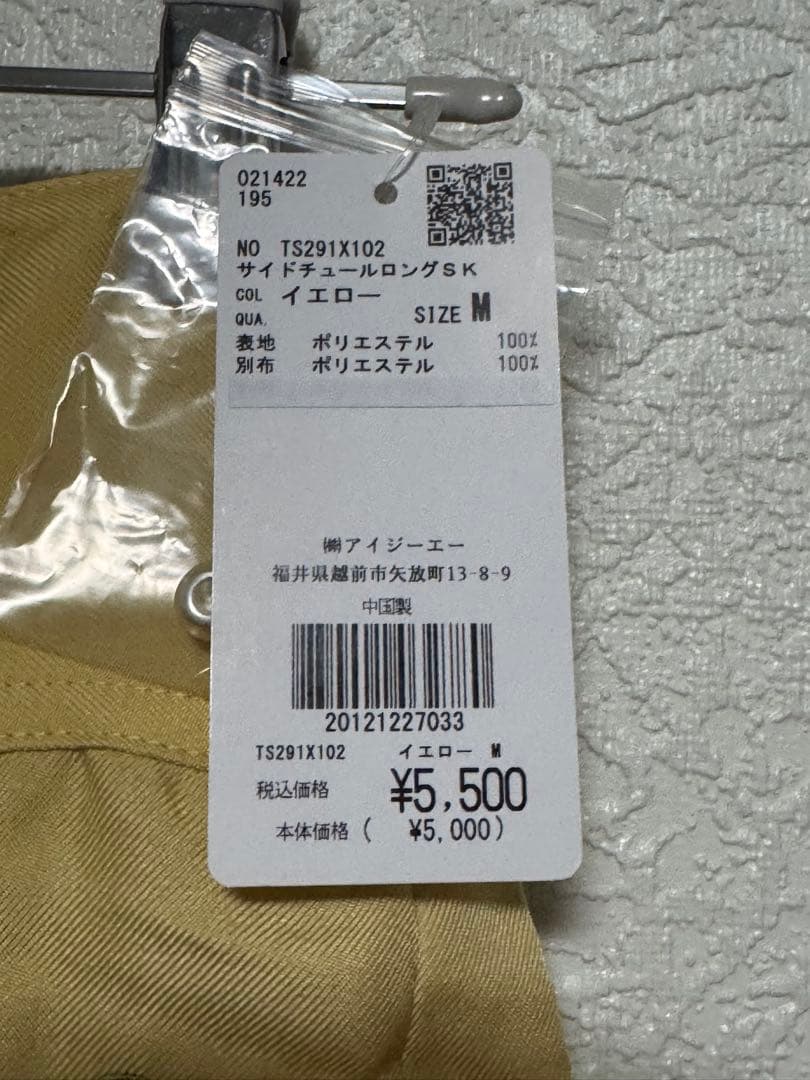 021422
195
NO TS291X102
サイドチュールロングSK
COL イエロー
QUA. SIZE M
表地 ポリエステル 100%
別布 ポリエステル 100%
㈱アイジーエー
福井県越前市矢放町13-8-9
中国製
20121227033
TS291X102 イエロー M
税込価格 ¥5,500
本体価格( ¥5,000)